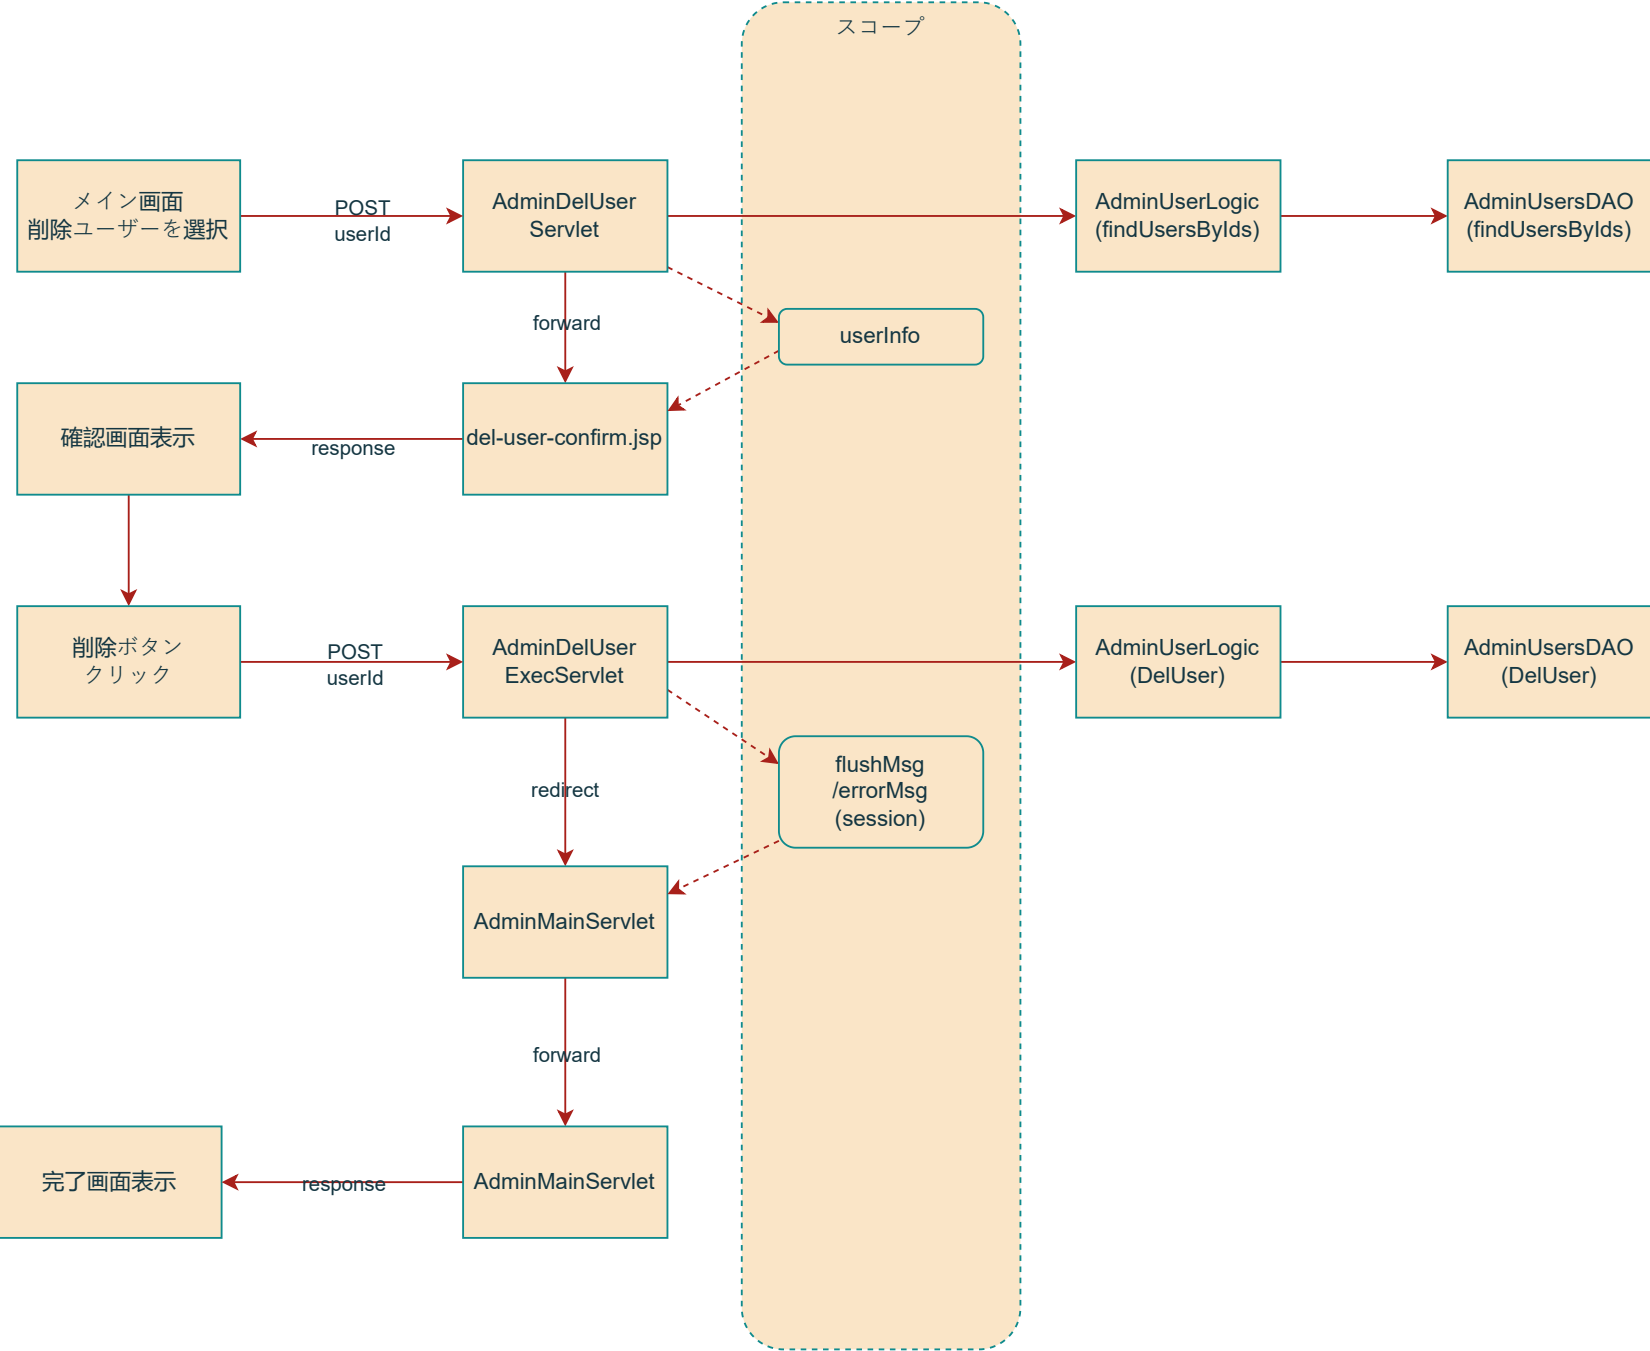 スコープ
メイン画面
削除ユーザーを選択
POST
userId
AdminDelUser
Servlet
AdminUserLogic
(findUsersByIds)
AdminUsersDAO
(findUsersByIds)
forward
userInfo
確認画面表示
response
del-user-confirm.jsp
削除ボタン
クリック
POST
userId
AdminDelUser
ExecServlet
AdminUserLogic
(DelUser)
AdminUsersDAO
(DelUser)
redirect
flushMsg
/errorMsg
(session)
AdminMainServlet
forward
完了画面表示
response
AdminMainServlet